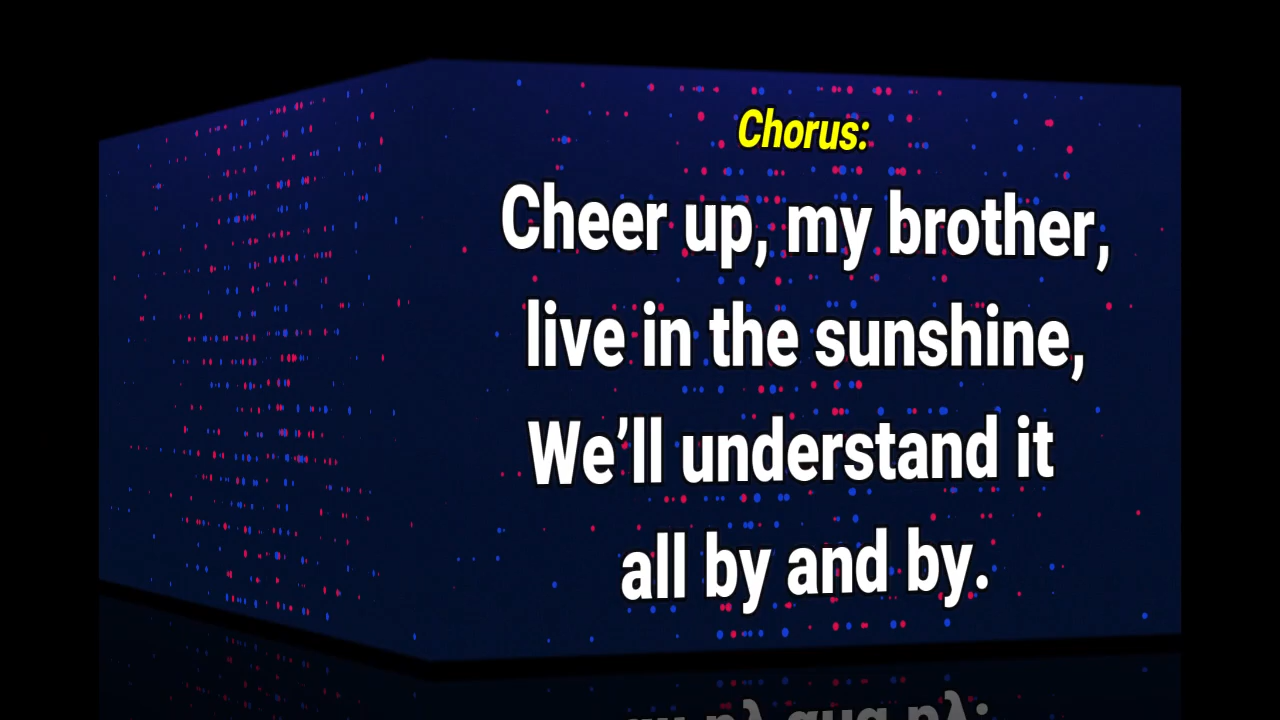 Chorus:
Cheer up, my brother,
live in the sunshine,
We’ll understand it
all by and by.